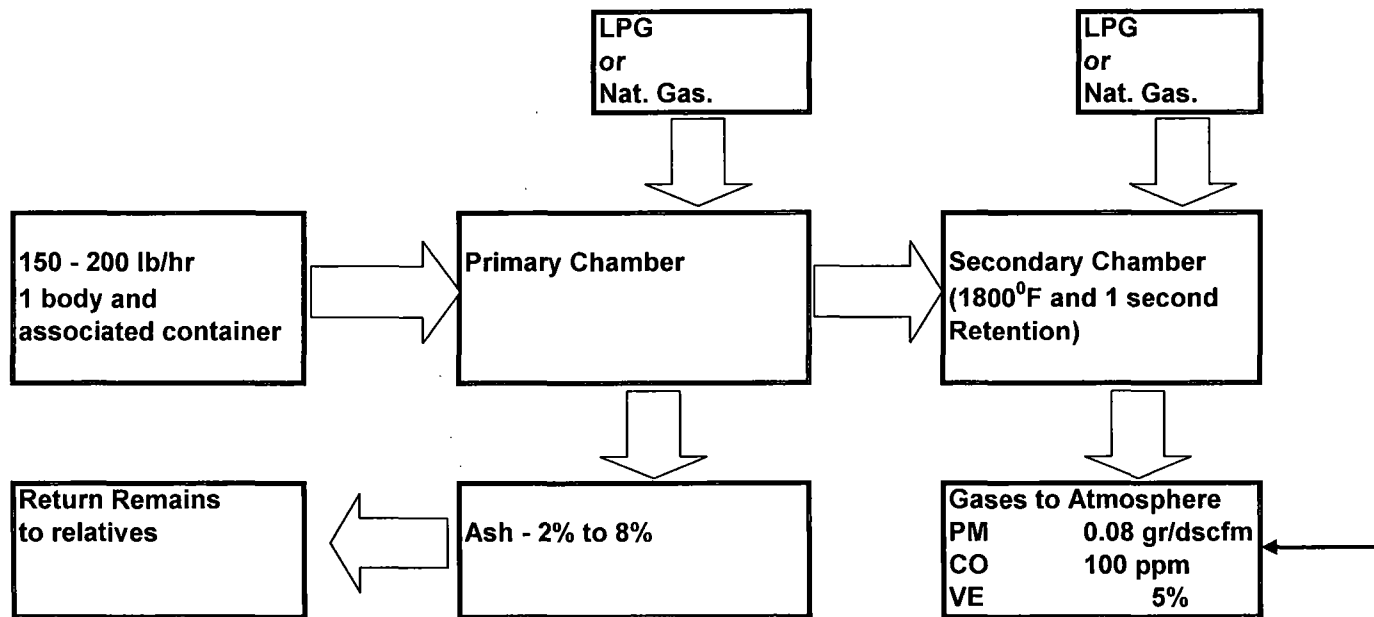 LPG
or
Nat. Gas.
LPG
or
Nat. Gas.
150 - 200 lb/hr
1 body and
associated container
Primary Chamber
Secondary Chamber
(1800⁰F and 1 second
Retention)
Return Remains
to relatives
Ash - 2% to 8%
Gases to Atmosphere
PM 0.08 gr/dscfm
CO 100 ppm
VE 5%